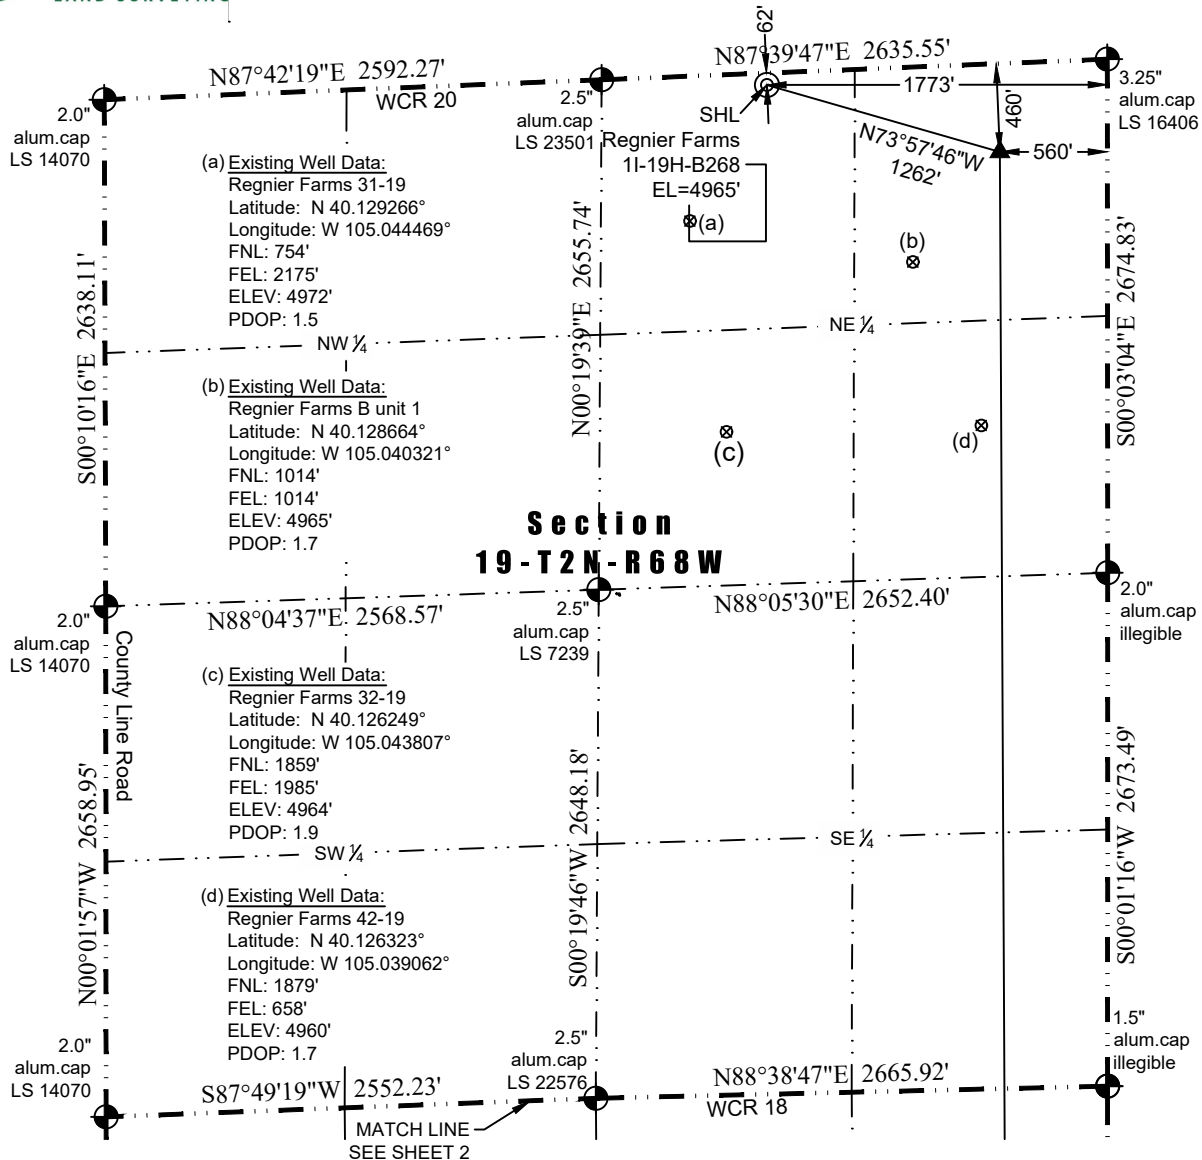 62'
N87°42'19"E 2592.27'
N87°39'47"E 2635.55'
WCR 20
2.0"
alum.cap
LS 14070
2.5"
alum.cap
LS 23501
3.25"
alum.cap
LS 16406
1773'
460'
560'
N73°57'46"W
1262'
SHL
Regnier Farms
1I-19H-B268
EL=4965'
(a)
(b)
(c)
(d)
(a) Existing Well Data:
Regnier Farms 31-19
Latitude: N 40.129266°
Longitude: W 105.044469°
FNL: 754'
FEL: 2175'
ELEV: 4972'
PDOP: 1.5
S00°10'16"E 2638.11'
N00°19'39"E 2655.74'
S00°03'04"E 2674.83'
NW ¼
NE ¼
(b) Existing Well Data:
Regnier Farms B unit 1
Latitude: N 40.128664°
Longitude: W 105.040321°
FNL: 1014'
FEL: 1014'
ELEV: 4965'
PDOP: 1.7
Section
19-T2N-R68W
2.0"
alum.cap
LS 14070
N88°04'37"E 2568.57'
2.5"
alum.cap
LS 7239
N88°05'30"E 2652.40'
2.0"
alum.cap
illegible
County Line Road
(c) Existing Well Data:
Regnier Farms 32-19
Latitude: N 40.126249°
Longitude: W 105.043807°
FNL: 1859'
FEL: 1985'
ELEV: 4964'
PDOP: 1.9
N00°01'57"W 2658.95'
S00°19'46"W 2648.18'
S00°01'16"W 2673.49'
SW ¼
SE ¼
(d) Existing Well Data:
Regnier Farms 42-19
Latitude: N 40.126323°
Longitude: W 105.039062°
FNL: 1879'
FEL: 658'
ELEV: 4960'
PDOP: 1.7
2.0"
alum.cap
LS 14070
S87°49'19"W 2552.23'
2.5"
alum.cap
LS 22576
N88°38'47"E 2665.92'
WCR 18
1.5"
alum.cap
illegible
MATCH LINE
SEE SHEET 2